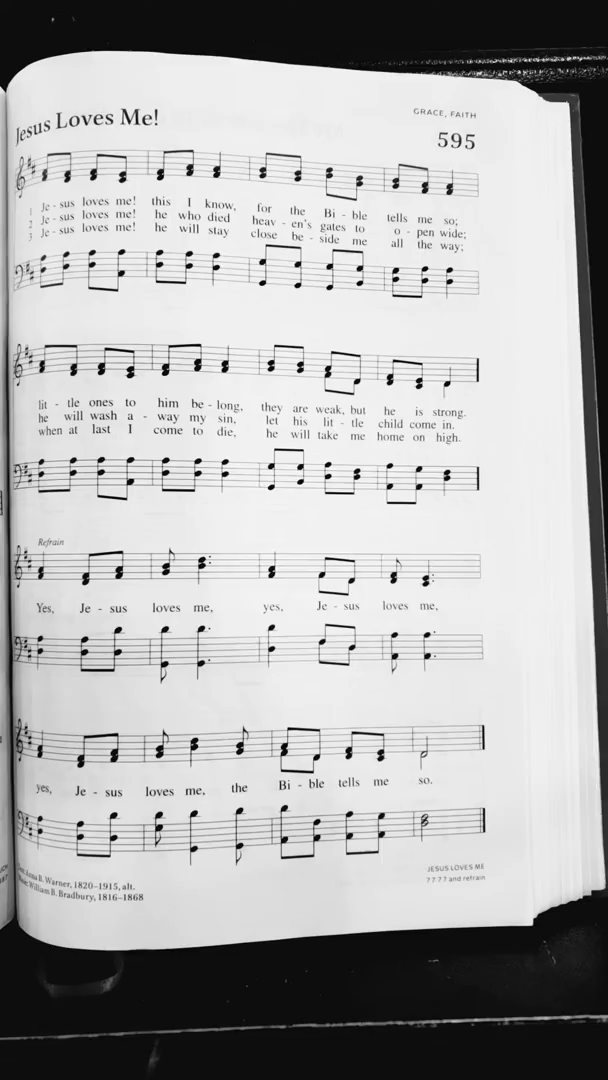 Jesus Loves Me!
GRACE, FAITH
595
1 Je - sus loves me! this I know, for the Bi - ble tells me so;
2 Je - sus loves me! he who died heav - en's gates to o - pen wide;
3 Je - sus loves me! he will stay close be - side me all the way;
lit - tle ones to him be - long, they are weak, but he is strong.
he will wash a - way my sin, let his lit - tle child come in.
when at last I come to die, he will take me home on high.
Refrain
Yes, Je - sus loves me, yes, Je - sus loves me,
yes, Je - sus loves me, the Bi - ble tells me so.
Anna B. Warner, 1820–1915, alt.
William B. Bradbury, 1816–1868
JESUS LOVES ME
7 7 7 7 and refrain